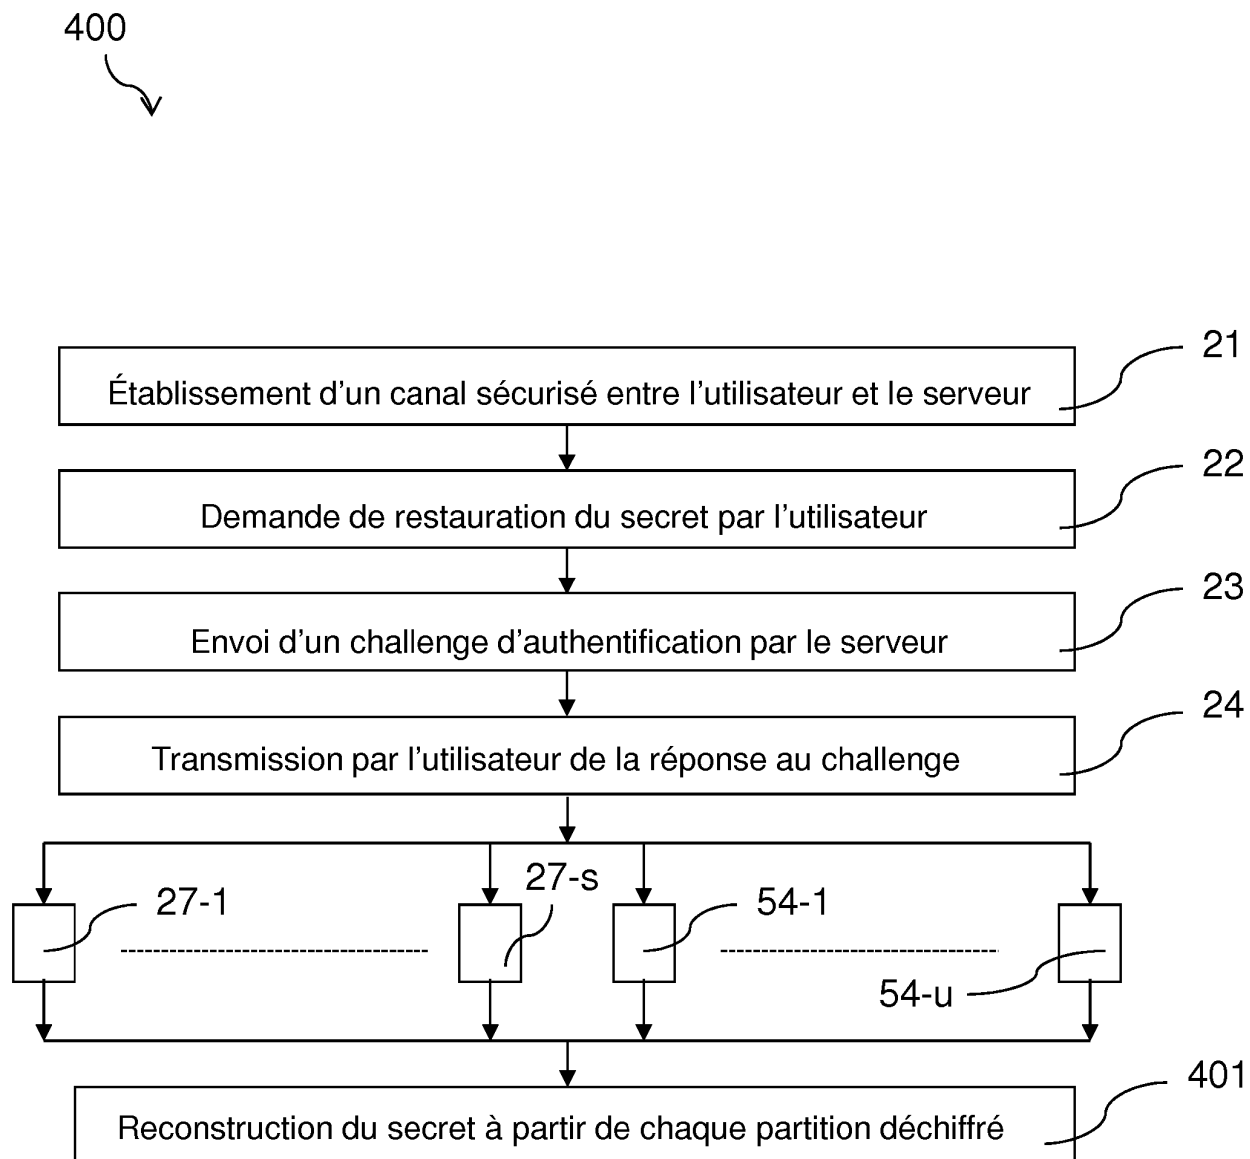 400
Établissement d'un canal sécurisé entre l'utilisateur et le serveur
21
Demande de restauration du secret par l'utilisateur
22
Envoi d'un challenge d'authentification par le serveur
23
Transmission par l'utilisateur de la réponse au challenge
24
27-1
27-s
54-1
54-u
Reconstruction du secret à partir de chaque partition déchiffré
401